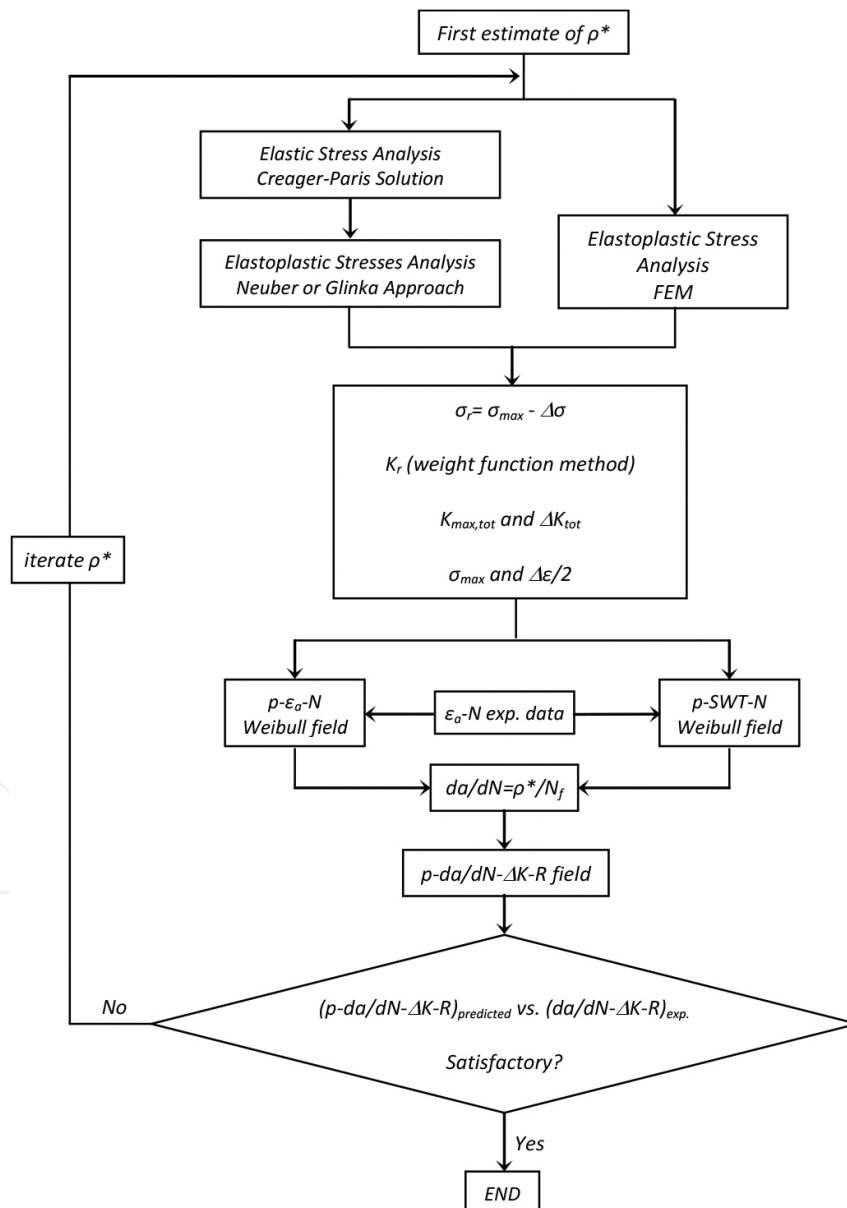 First estimate of ρ*
Elastic Stress Analysis
Creager-Paris Solution
Elastoplastic Stresses Analysis
Neuber or Glinka Approach
Elastoplastic Stress
Analysis
FEM
σr= σmax - Δσ
Kr (weight function method)
Kmax,tot and ΔKtot
σmax and Δε/2
iterate ρ*
p-εa-N
Weibull field
εa-N exp. data
p-SWT-N
Weibull field
da/dN=ρ*/Nf
p-da/dN-ΔK-R field
No
(p-da/dN-ΔK-R)predicted vs. (da/dN-ΔK-R)exp.
Satisfactory?
Yes
END